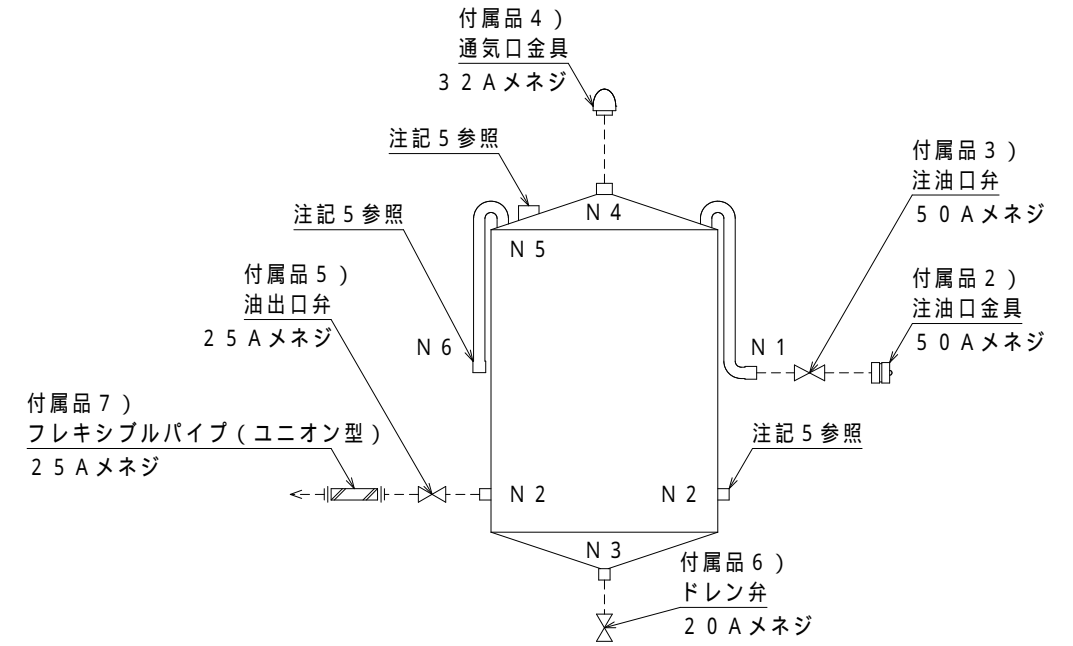 付属品４）
通気口金具
３２Ａメネジ
注記５参照
付属品３）
注油口弁
５０Ａメネジ
注記５参照
Ｎ４
Ｎ５
付属品５）
油出口弁
２５Ａメネジ
付属品２）
注油口金具
５０Ａメネジ
Ｎ６
Ｎ１
付属品７）
フレキシブルパイプ（ユニオン型）
２５Ａメネジ
注記５参照
Ｎ２
Ｎ２
Ｎ３
付属品６）
ドレン弁
２０Ａメネジ